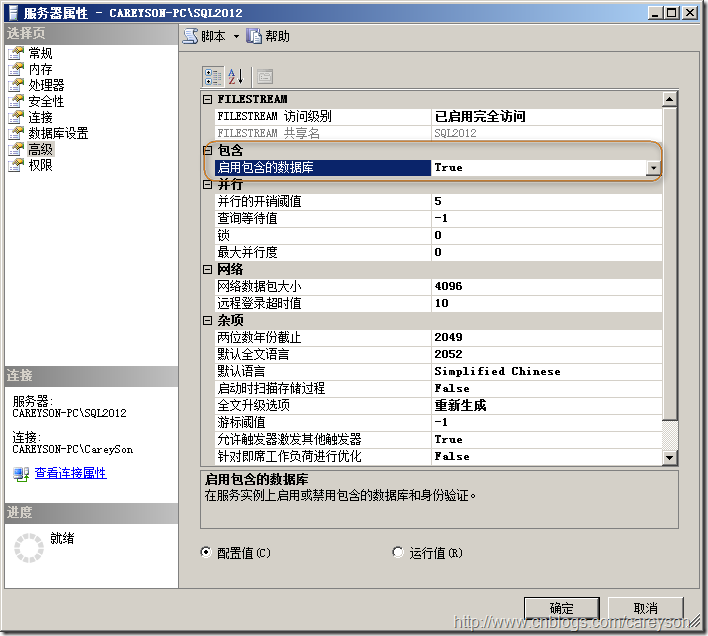 服务器属性 - CAREYSON-PC\SQL2012
选择页
常规
内存
处理器
安全性
连接
数据库设置
高级
权限
脚本 帮助
FILESTREAM
FILESTREAM 访问级别 已启用完全访问
FILESTREAM 共享名 SQL2012
包含
启用包含的数据库 True
并行
并行的开销阈值 5
查询等待值 -1
锁 0
最大并行度 0
网络
网络数据包大小 4096
远程登录超时值 10
杂项
两位数年份截止 2049
默认全文语言 2052
默认语言 Simplified Chinese
启动时扫描存储过程 False
全文升级选项 重新生成
游标阈值 -1
允许触发器激发其他触发器 True
针对即席工作负荷进行优化 False
启用包含的数据库
在服务实例上启用或禁用包含的数据库和身份验证。
配置值(C) 运行值(R)
连接
服务器:
CAREYSON-PC\SQL2012
连接:
CAREYSON-PC\CareySon
查看连接属性
进度
就绪
确定 取消
http://www.cnblogs.com/careyson